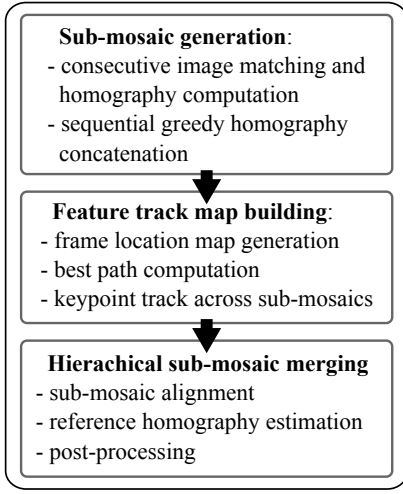 Sub-mosaic generation:
- consecutive image matching and
homography computation
- sequential greedy homography
concatenation
Feature track map building:
- frame location map generation
- best path computation
- keypoint track across sub-mosaics
Hierachical sub-mosaic merging
- sub-mosaic alignment
- reference homography estimation
- post-processing